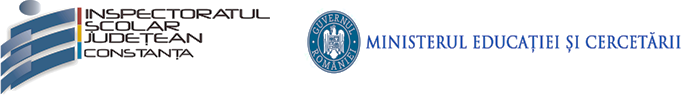 INSPECTORATUL
ȘCOLAR
JUDEȚEAN
CONSTANȚA
GUVERNUL
ROMÂNIEI
MINISTERUL EDUCAȚIEI ȘI CERCETĂRII